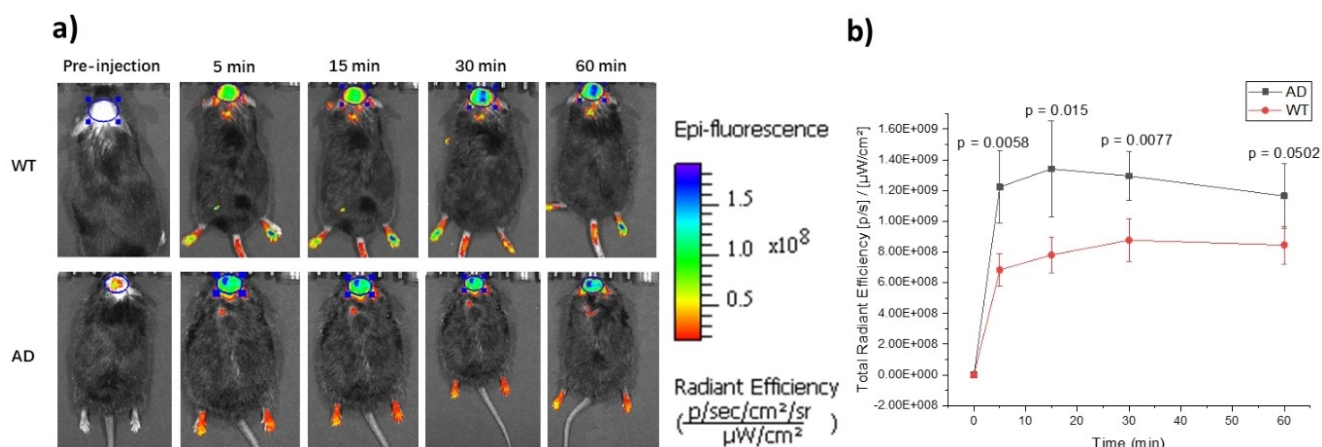 a)
Pre-injection 5 min 15 min 30 min 60 min
WT
AD
Epi-fluorescence
1.5
1.0 x10⁸
0.5
Radiant Efficiency
(p/sec/cm²/sr
μW/cm²)
b)
AD
WT
p = 0.0058
p = 0.015
p = 0.0077
p = 0.0502
Total Radiant Efficiency [p/s] / [μW/cm²]
1.60E+009
1.40E+009
1.20E+009
1.00E+009
8.00E+008
6.00E+008
4.00E+008
2.00E+008
0.00E+000
-2.00E+008
0 10 20 30 40 50 60
Time (min)